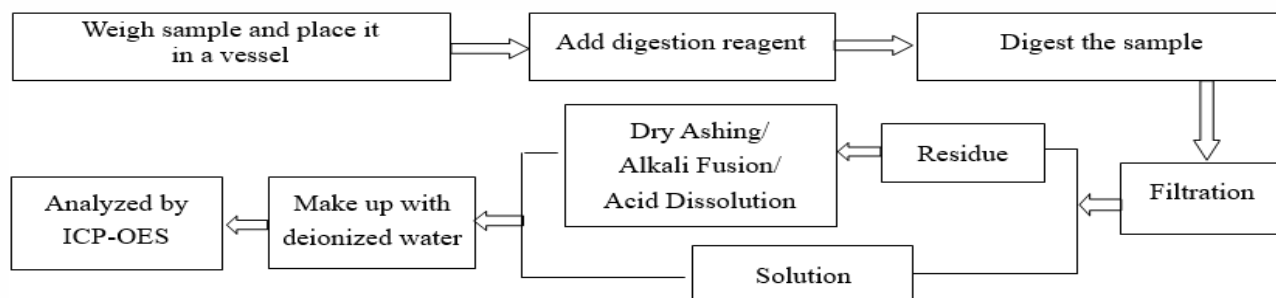 Weigh sample and place it
in a vessel
Add digestion reagent
Digest the sample
Filtration
Residue
Dry Ashing/
Alkali Fusion/
Acid Dissolution
Solution
Make up with
deionized water
Analyzed by
ICP-OES